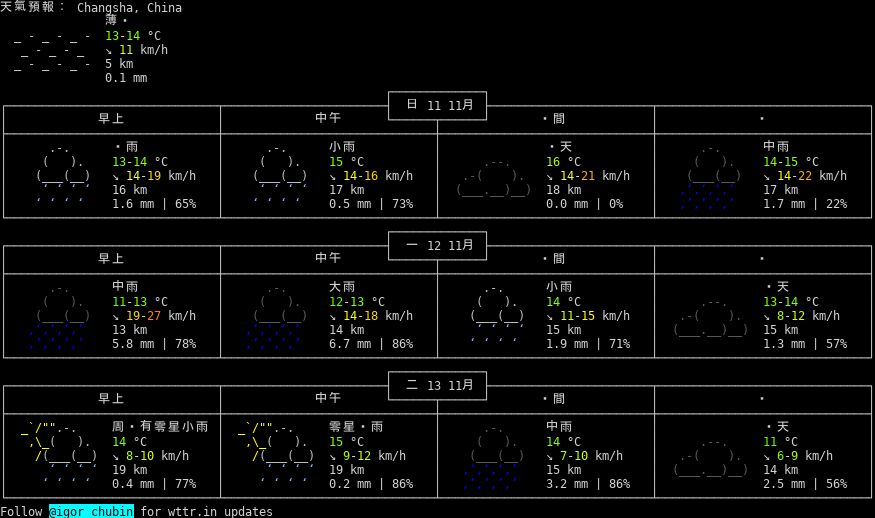 天氣預報： Changsha, China
薄・
13-14 °C
↘ 11 km/h
5 km
0.1 mm
日 11 11月
早上 中午 ・間 ・
・雨 小雨 ・天 中雨
13-14 °C 15 °C 16 °C 14-15 °C
↘ 14-19 km/h ↘ 14-16 km/h ↘ 14-21 km/h ↘ 14-22 km/h
16 km 17 km 18 km 17 km
1.6 mm | 65% 0.5 mm | 73% 0.0 mm | 0% 1.7 mm | 22%
一 12 11月
早上 中午 ・間 ・
中雨 大雨 小雨 ・天
11-13 °C 12-13 °C 14 °C 13-14 °C
↘ 19-27 km/h ↘ 14-18 km/h ↘ 11-15 km/h ↘ 8-12 km/h
13 km 14 km 15 km 15 km
5.8 mm | 78% 6.7 mm | 86% 1.9 mm | 71% 1.3 mm | 57%
二 13 11月
早上 中午 ・間 ・
周・有零星小雨 零星・雨 中雨 ・天
14 °C 15 °C 14 °C 11 °C
↘ 8-10 km/h ↘ 9-12 km/h ↘ 7-10 km/h ↘ 6-9 km/h
19 km 19 km 15 km 14 km
0.4 mm | 77% 0.2 mm | 86% 3.2 mm | 86% 2.5 mm | 56%
Follow @igor_chubin for wttr.in updates